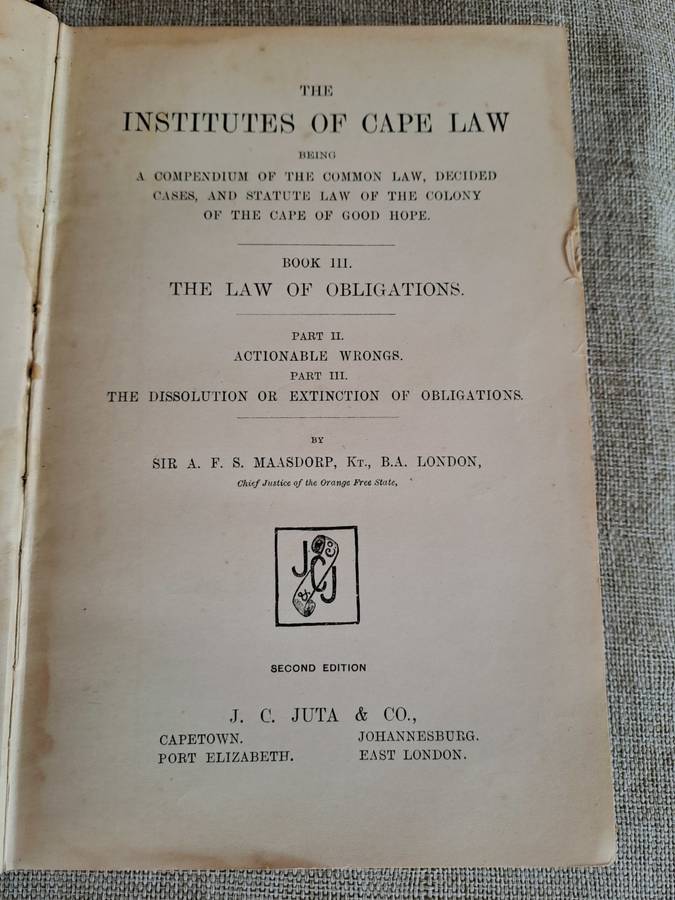 THE
INSTITUTES OF CAPE LAW
BEING
A COMPENDIUM OF THE COMMON LAW, DECIDED
CASES, AND STATUTE LAW OF THE COLONY
OF THE CAPE OF GOOD HOPE.
BOOK III.
THE LAW OF OBLIGATIONS.
PART II.
ACTIONABLE WRONGS.
PART III.
THE DISSOLUTION OR EXTINCTION OF OBLIGATIONS.
BY
SIR A. F. S. MAASDORP, KT., B.A. LONDON,
Chief Justice of the Orange Free State,
J C J & Co
SECOND EDITION
J. C. JUTA & CO.,
CAPETOWN. JOHANNESBURG.
PORT ELIZABETH. EAST LONDON.